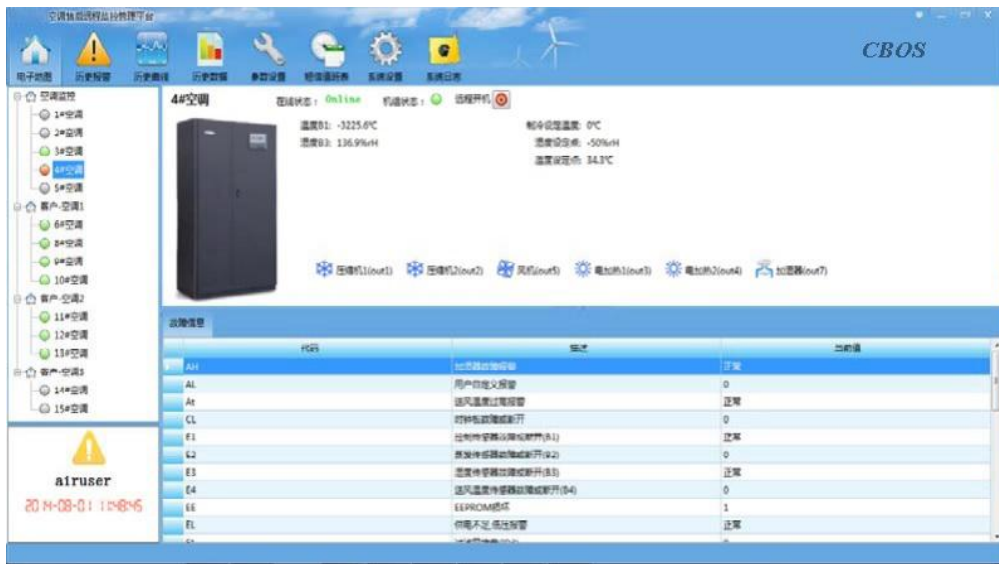 CBOS
电子地图 历史报警 历史曲线 历史数据 参数设置 短信值班表 系统设置 系统日志
空调监控
1#空调
2#空调
3#空调
4#空调
5#空调
客户-空调1
6#空调
8#空调
9#空调
10#空调
客户-空调2
11#空调
12#空调
13#空调
客户-空调3
14#空调
15#空调
airuser
4#空调 在线状态: Online 机组状态: 远程开机
温度B1: -3225.6℃ 制冷设定温度: 0℃
湿度B3: 136.9%rH 湿度设定点: -50%rH
温度设定点: 34.3℃
压缩机1(out1) 压缩机2(out2) 风机(out5) 电加热1(out3) 电加热2(out4) 加湿器(out7)
故障信息
代码 描述 当前值
AH 加湿器故障报警 正常
AL 用户自定义报警 0
At 送风温度过高报警 正常
CL 时钟板故障或断开 0
E1 控制传感器故障或断开(B1) 正常
E2 蒸发传感器故障或断开(B2) 0
E3 湿度传感器故障或断开(B3) 正常
E4 送风温度传感器故障或断开(B4) 0
EE EEPROM损坏 1
EL 供电不足,低压报警 正常